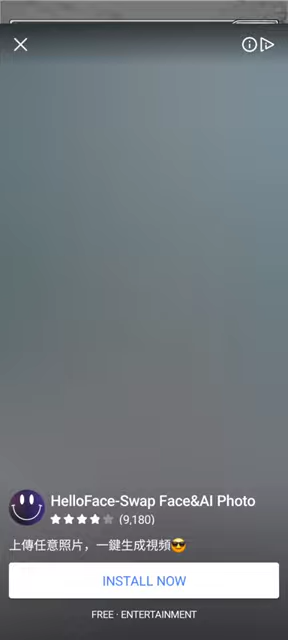 HelloFace-Swap Face&AI Photo
(9,180)
上傳任意照片，一鍵生成視頻😎
INSTALL NOW
FREE · ENTERTAINMENT